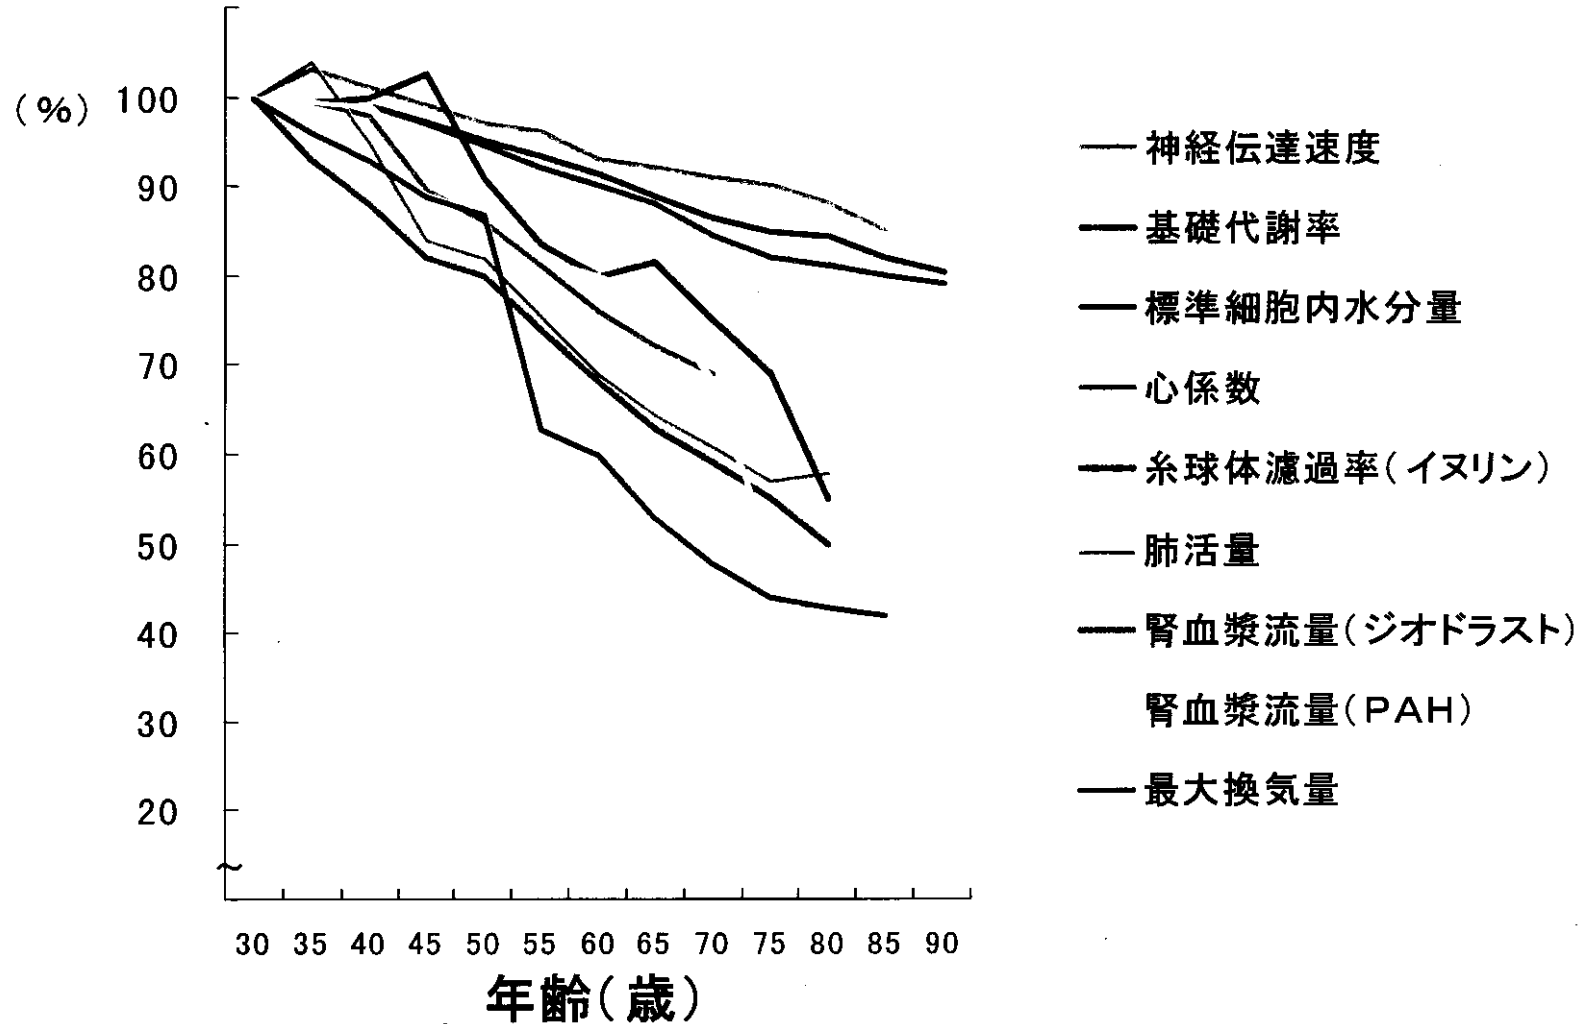 (%)
100
90
80
70
60
50
40
30
20
30 35 40 45 50 55 60 65 70 75 80 85 90
年齢(歳)
神経伝達速度
基礎代謝率
標準細胞内水分量
心係数
糸球体濾過率(イヌリン)
肺活量
腎血漿流量(ジオドラスト)
腎血漿流量(PAH)
最大換気量